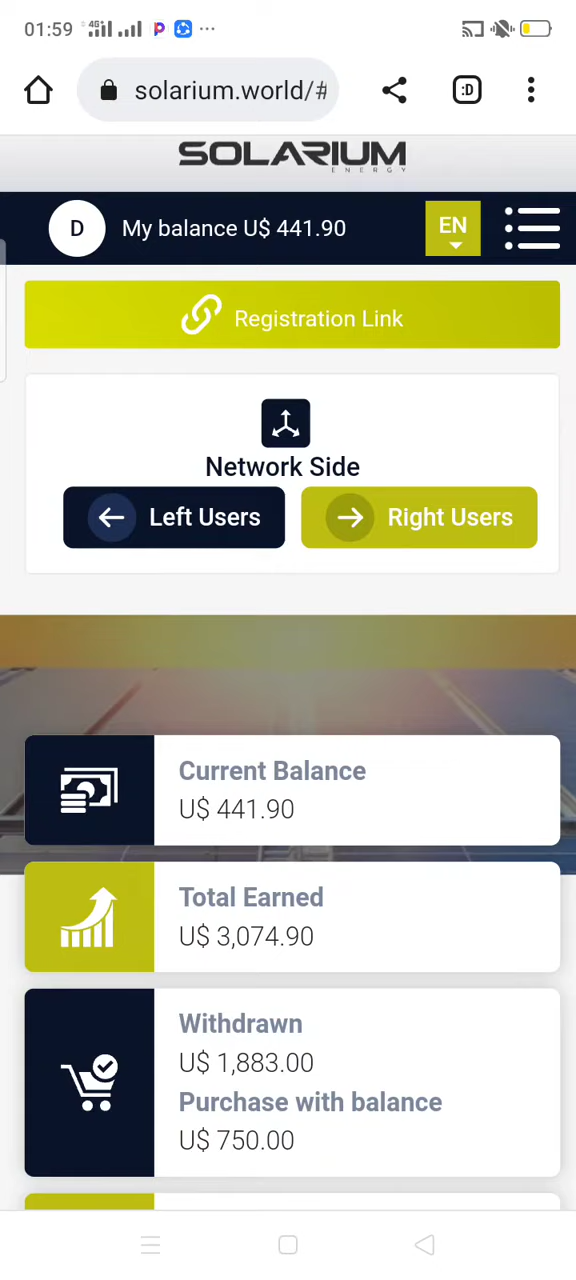 01:59 4G+ P ...
solarium.world/# :D
SOLARIUM
ENERGY
D My balance U$ 441.90 EN
Registration Link
Network Side
Left Users Right Users
Current Balance
U$ 441.90
Total Earned
U$ 3,074.90
Withdrawn
U$ 1,883.00
Purchase with balance
U$ 750.00